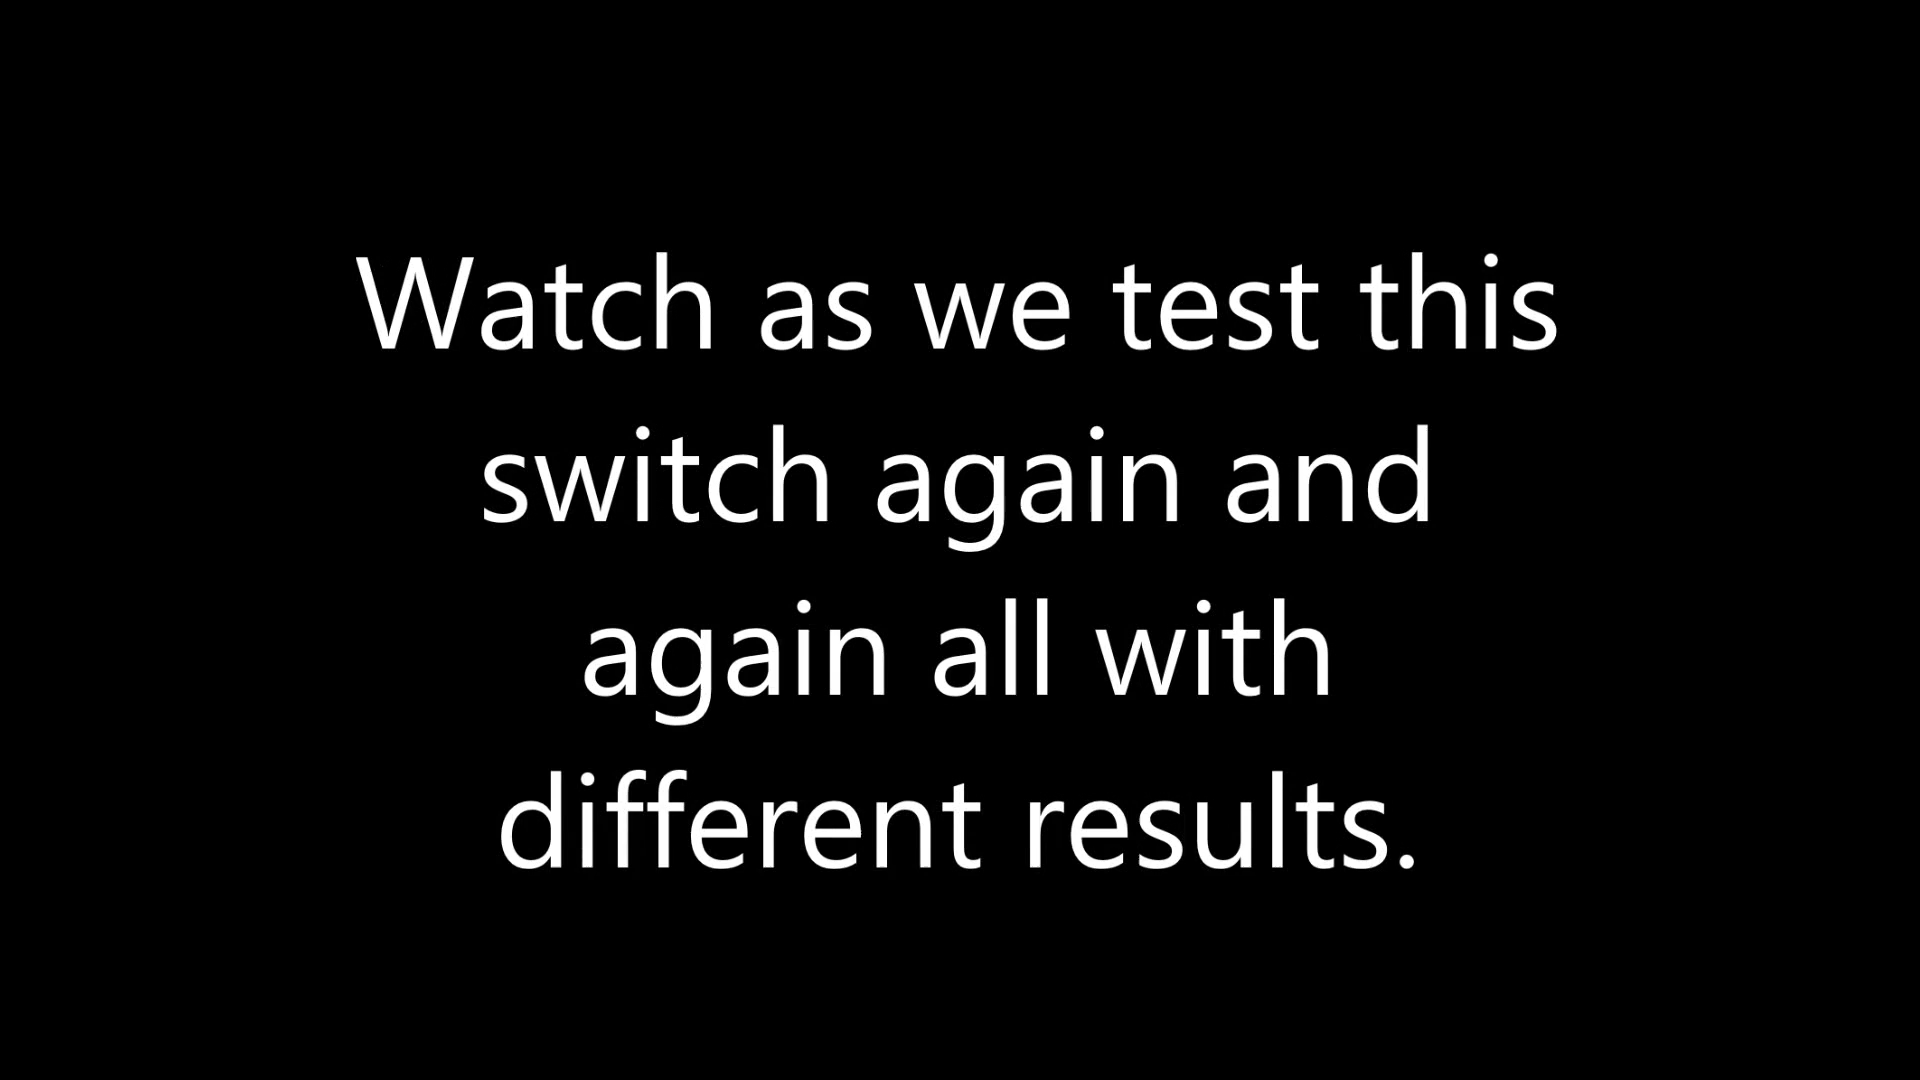 Watch as we test this
switch again and
again all with
different results.